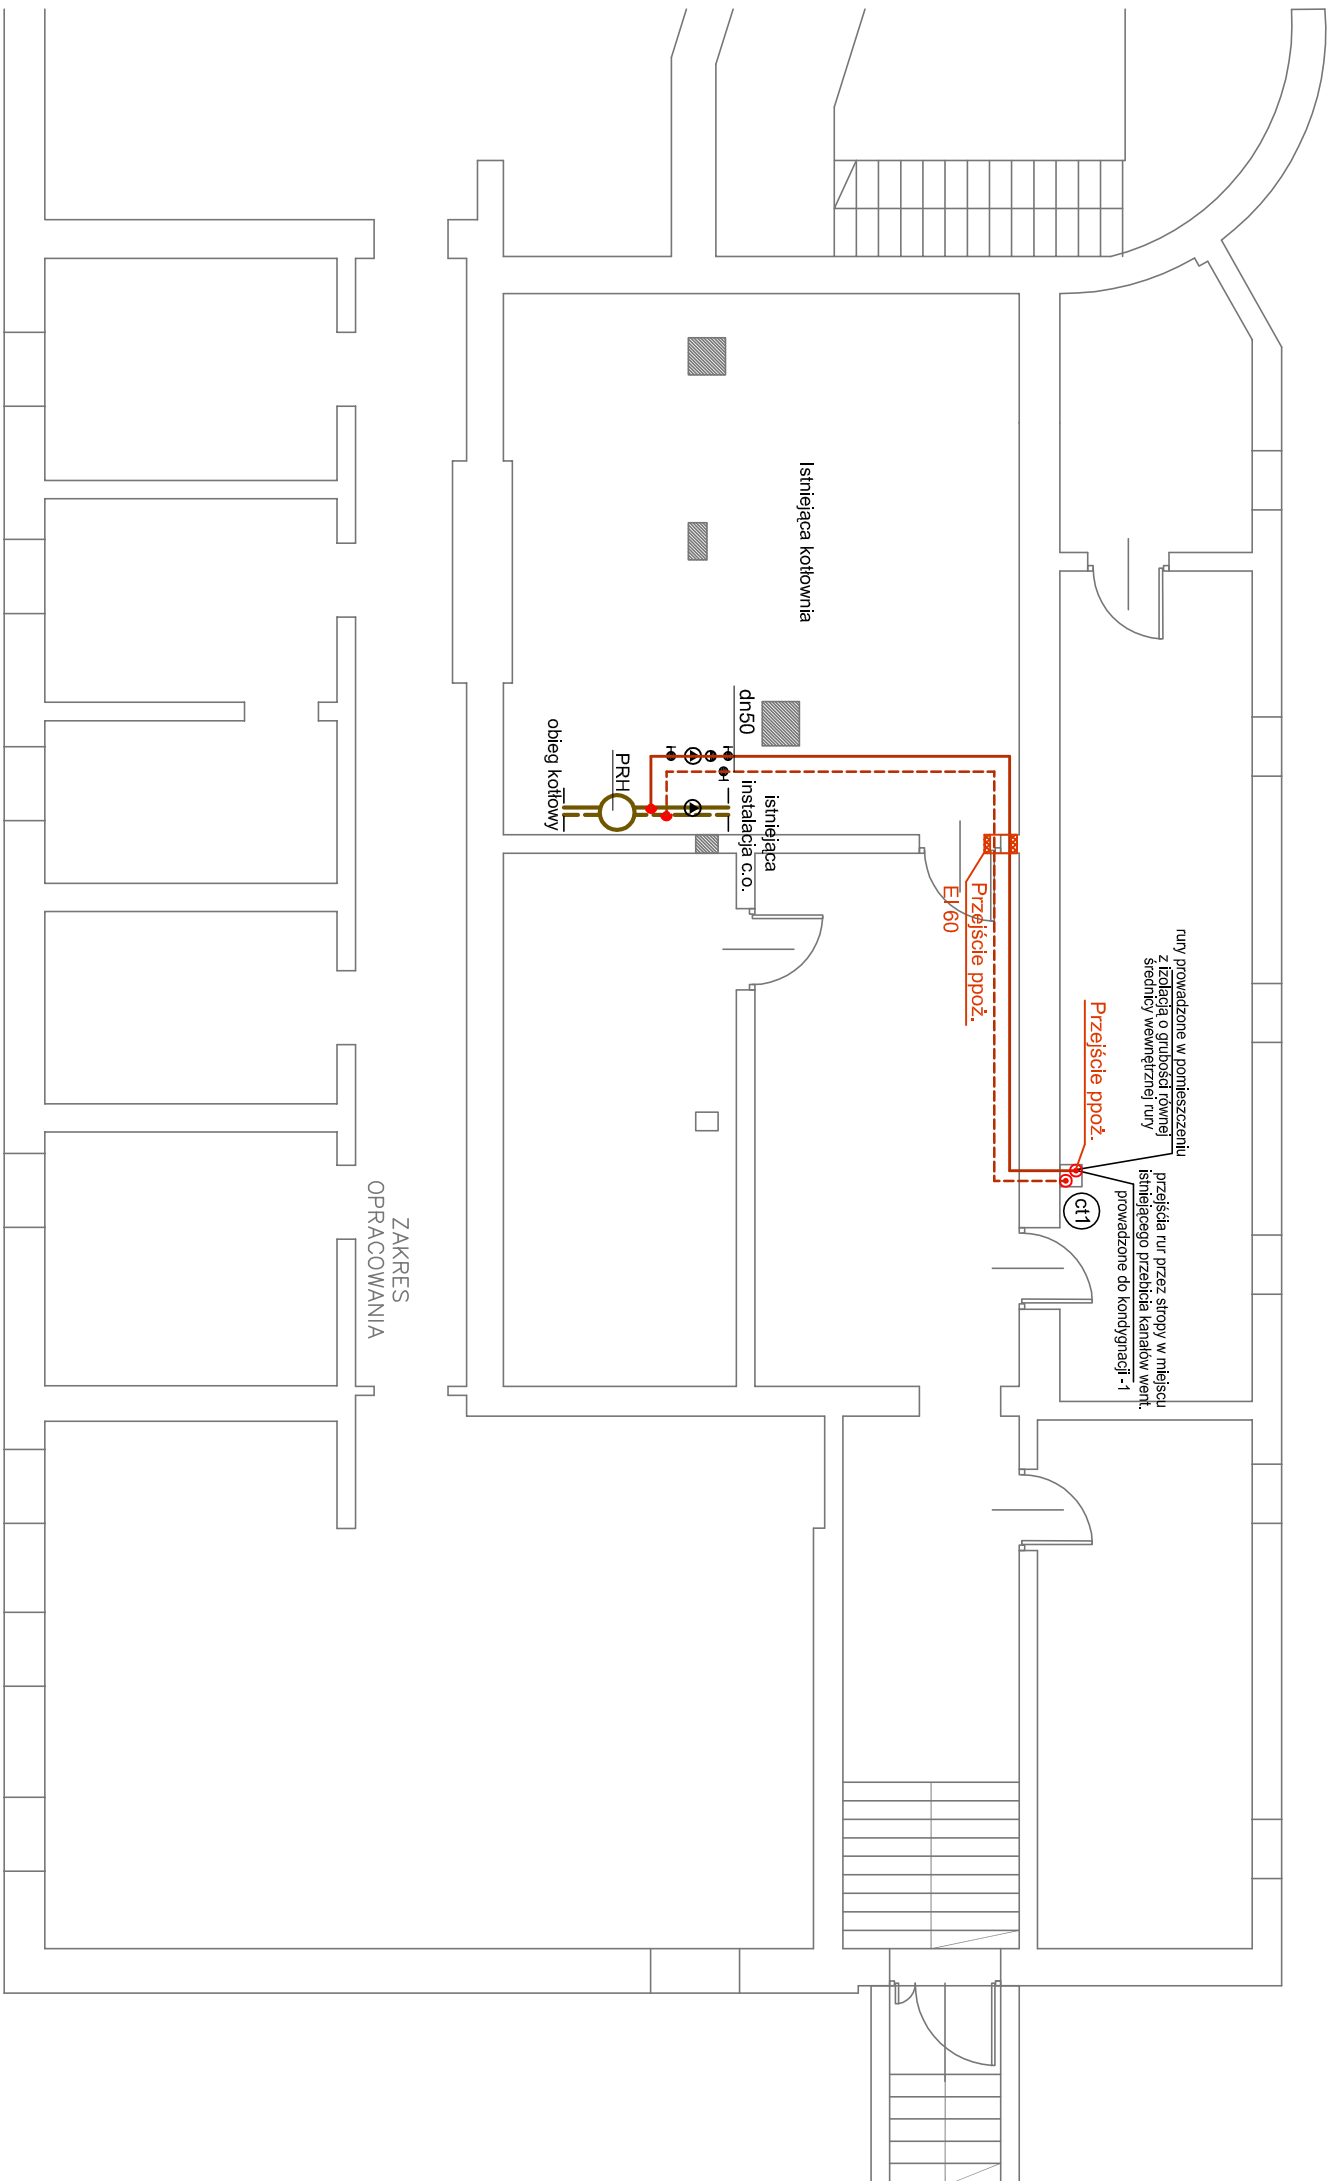 Istniejąca kotłownia
dn50
PRH
obieg kotłowy
istniejąca
instalacja c.o.
Przejście ppoż.
EI 60
rury prowadzone w pomieszczeniu
z izolacją o grubości równej
średnicy wewnętrznej rury
Przejście ppoż.
przejścia rur przez stropy w miejscu
istniejącego przebicia kanałów went.
prowadzone do kondygnacji -1
ct1
ZAKRES
OPRACOWANIA